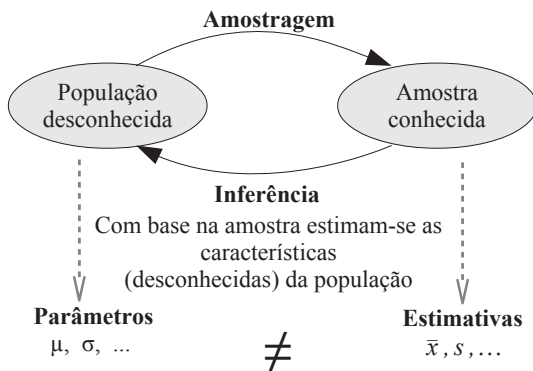 Amostragem
População
desconhecida
Amostra
conhecida
Inferência
Com base na amostra estimam-se as
características
(desconhecidas) da população
Parâmetros
μ, σ, ...
≠
Estimativas
x̄ , s , ...